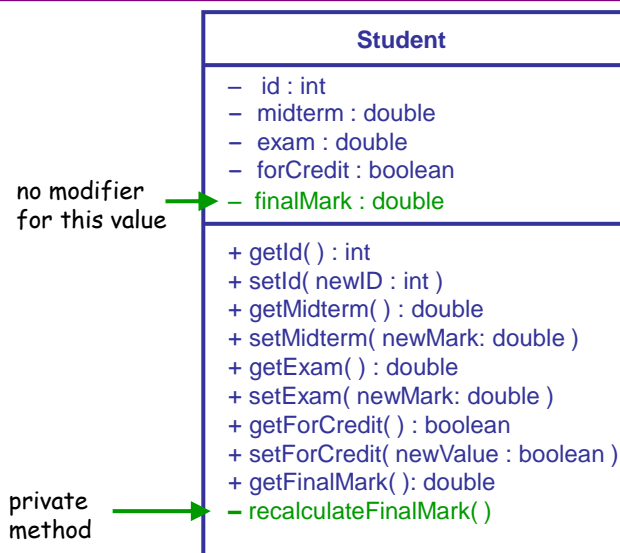 Student
– id : int
– midterm : double
– exam : double
– forCredit : boolean
no modifier
for this value
– finalMark : double
+ getId( ) : int
+ setId( newID : int )
+ getMidterm( ) : double
+ setMidterm( newMark: double )
+ getExam( ) : double
+ setExam( newMark: double )
+ getForCredit( ) : boolean
+ setForCredit( newValue : boolean )
+ getFinalMark( ): double
private
method
– recalculateFinalMark( )